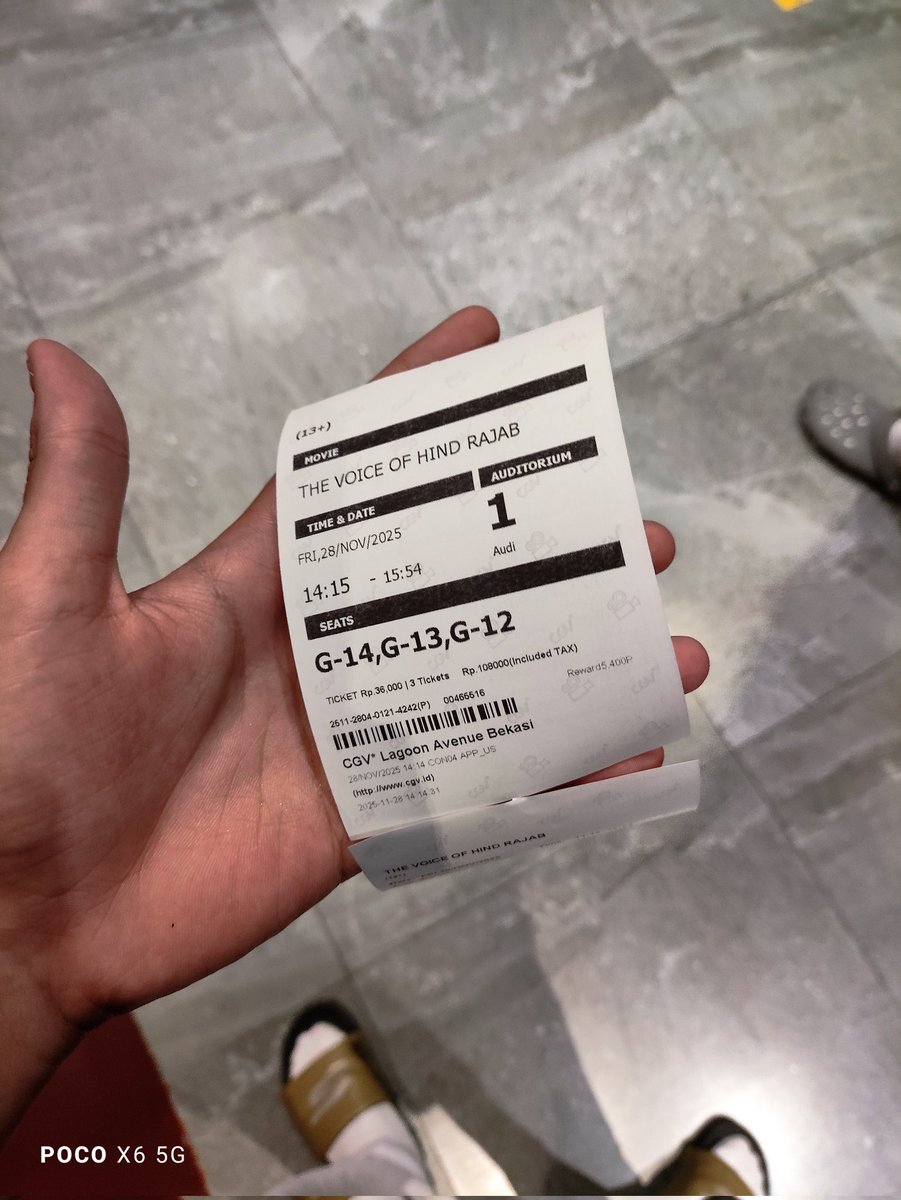 (13+)
MOVIE
THE VOICE OF HIND RAJAB
TIME & DATE
AUDITORIUM
FRI,28/NOV/2025
1
14:15 - 15:54
Audi
SEATS
G-14,G-13,G-12
TICKET Rp.36,000 | 3 Tickets Rp.108000(Included TAX)
2511-2804-0121-4242(P) 00466516
Reward5,400P
CGV* Lagoon Avenue Bekasi
28/NOV/2025 14:14 CON04 APP_US
(http://www.cgv.id)
2025-11-28 14 14:31
THE VOICE OF HIND RAJAB
POCO X6 5G